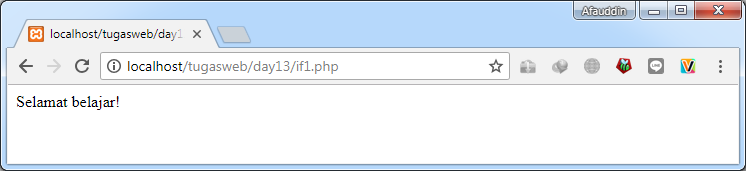 Afauddin
localhost/tugasweb/day1
localhost/tugasweb/day13/if1.php
Selamat belajar!